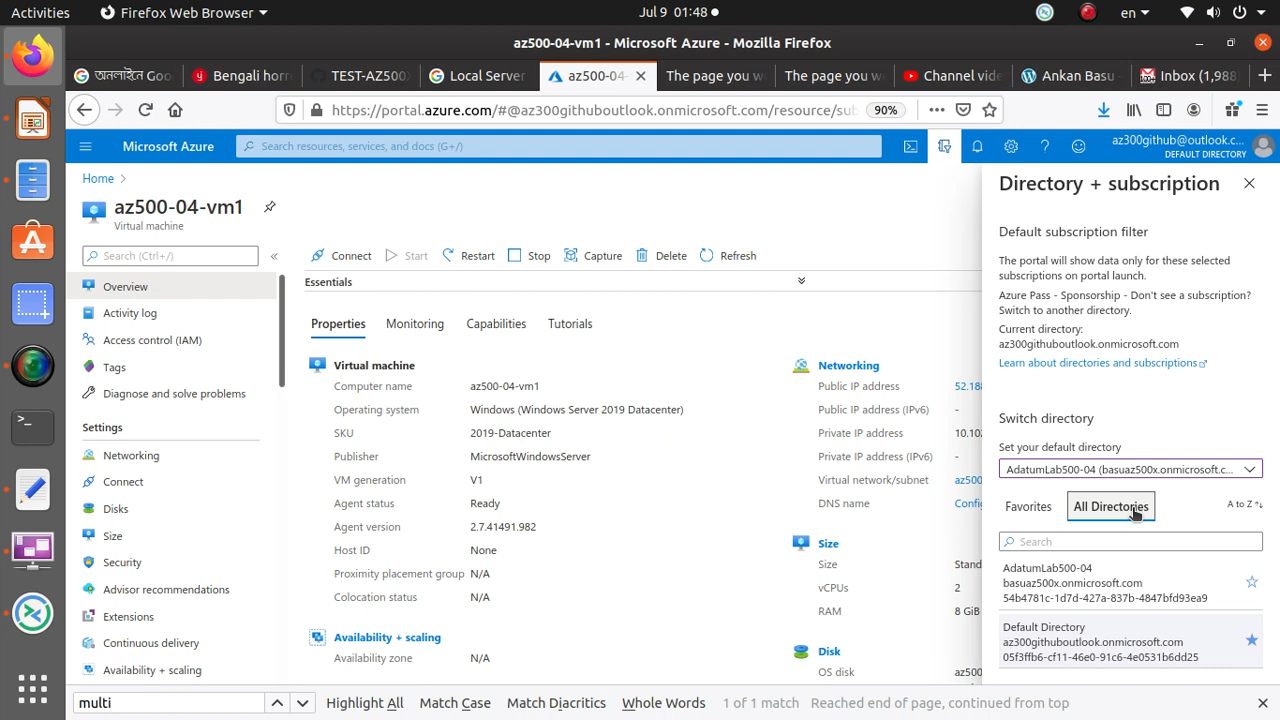 Activities
Firefox Web Browser
Jul 9 01:48
en
az500-04-vm1 - Microsoft Azure - Mozilla Firefox
অনলাইন Goo
Bengali horr
TEST-AZ500
Local Server
az500-04-
The page you w
The page you w
Channel vide
Ankan Basu -
Inbox (1,988)
https://portal.azure.com/#@az300githuboutlook.onmicrosoft.com/resource/sub
90%
Microsoft Azure
Search resources, services, and docs (G+/)
az300github@outlook.c...
DEFAULT DIRECTORY
Home
az500-04-vm1
Virtual machine
Search (Ctrl+/)
Overview
Activity log
Access control (IAM)
Tags
Diagnose and solve problems
Settings
Networking
Connect
Disks
Size
Security
Advisor recommendations
Extensions
Continuous delivery
Availability + scaling
Connect
Start
Restart
Stop
Capture
Delete
Refresh
Essentials
Properties
Monitoring
Capabilities
Tutorials
Virtual machine
Computer name az500-04-vm1
Operating system Windows (Windows Server 2019 Datacenter)
SKU 2019-Datacenter
Publisher MicrosoftWindowsServer
VM generation V1
Agent status Ready
Agent version 2.7.41491.982
Host ID None
Proximity placement group N/A
Colocation status N/A
Availability + scaling
Availability zone N/A
Networking
Public IP address 52.18
Public IP address (IPv6) -
Private IP address 10.10
Private IP address (IPv6) -
Virtual network/subnet az500
DNS name Confi
Size
Size Stand
vCPUs 2
RAM 8 GiB
Disk
OS disk az500
Directory + subscription
Default subscription filter
The portal will show data only for these selected
subscriptions on portal launch.
Azure Pass - Sponsorship - Don't see a subscription?
Switch to another directory.
Current directory:
az300githuboutlook.onmicrosoft.com
Learn about directories and subscriptions
Switch directory
Set your default directory
AdatumLab500-04 (basuaz500x.onmicrosoft.c...
Favorites
All Directories
A to Z
Search
AdatumLab500-04
basuaz500x.onmicrosoft.com
54b4781c-1d7d-427a-837b-4847bfd93ea9
Default Directory
az300githuboutlook.onmicrosoft.com
05f3ffb6-cf11-46e0-91c6-4e0531b6dd25
multi
Highlight All
Match Case
Match Diacritics
Whole Words
1 of 1 match
Reached end of page, continued from top